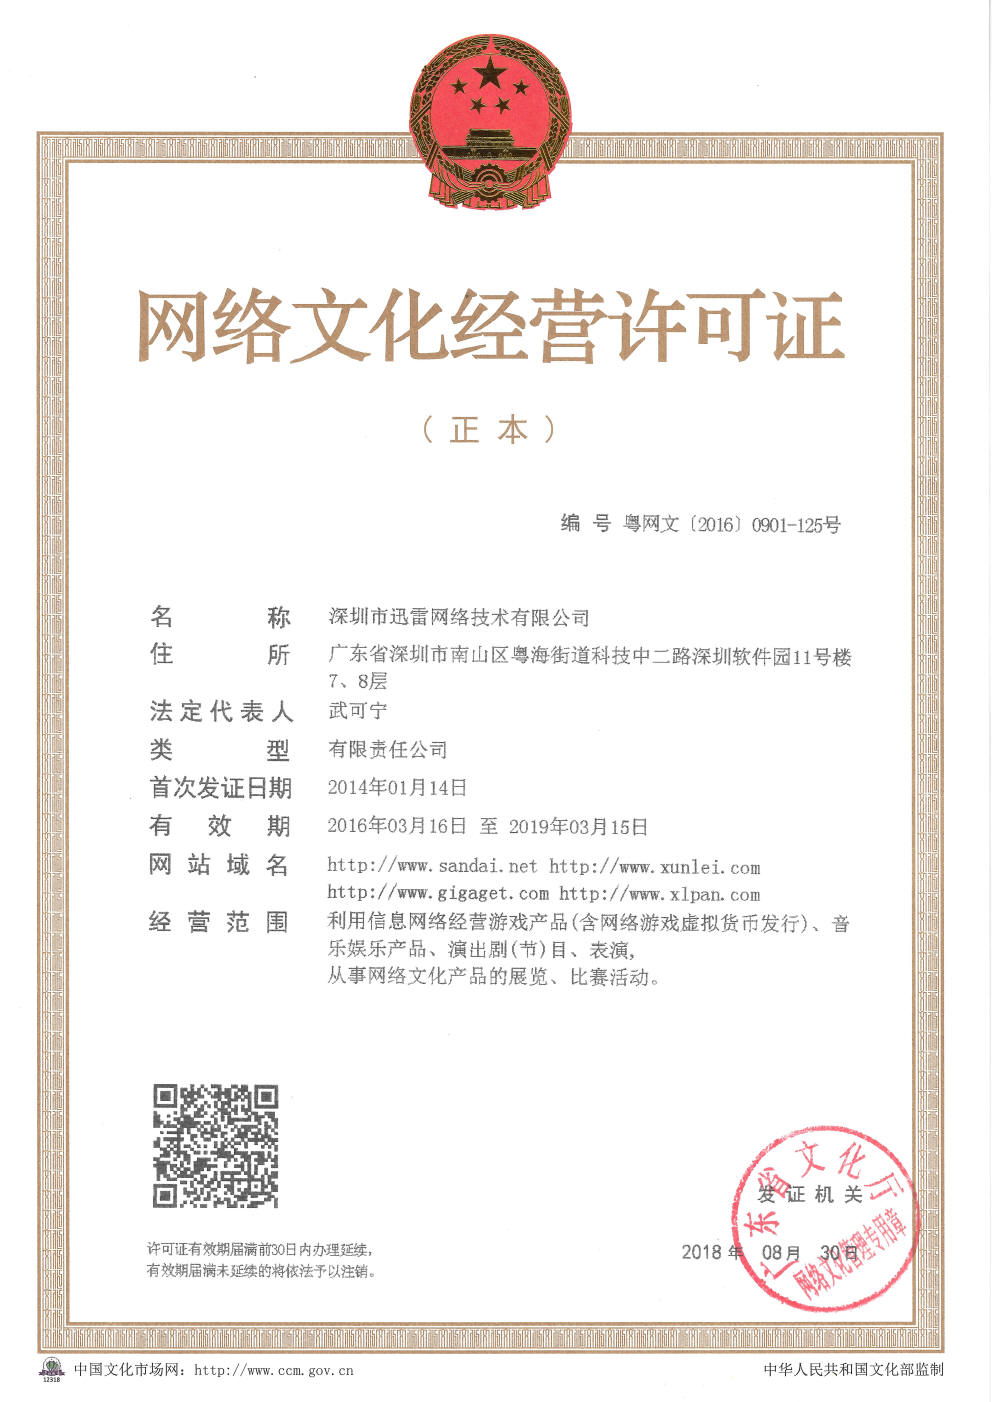 网络文化经营许可证
（正本）
编号 粤网文〔2016〕0901-125号
名称 深圳市迅雷网络技术有限公司
住所 广东省深圳市南山区粤海街道科技中二路深圳软件园11号楼
7、8层
法定代表人 武可宁
类型 有限责任公司
首次发证日期 2014年01月14日
有效期 2016年03月16日 至 2019年03月15日
网站域名 http://www.sandai.net http://www.xunlei.com
http://www.gigaget.com http://www.xlpan.com
经营范围 利用信息网络经营游戏产品(含网络游戏虚拟货币发行)、音
乐娱乐产品、演出剧(节)目、表演,
从事网络文化产品的展览、比赛活动。
广东省文化厅
发证机关
2018年 08月 30日
网络文化管理专用章
许可证有效期届满前30日内办理延续，
有效期届满未延续的将依法予以注销。
12318
中国文化市场网：http://www.ccm.gov.cn
中华人民共和国文化部监制